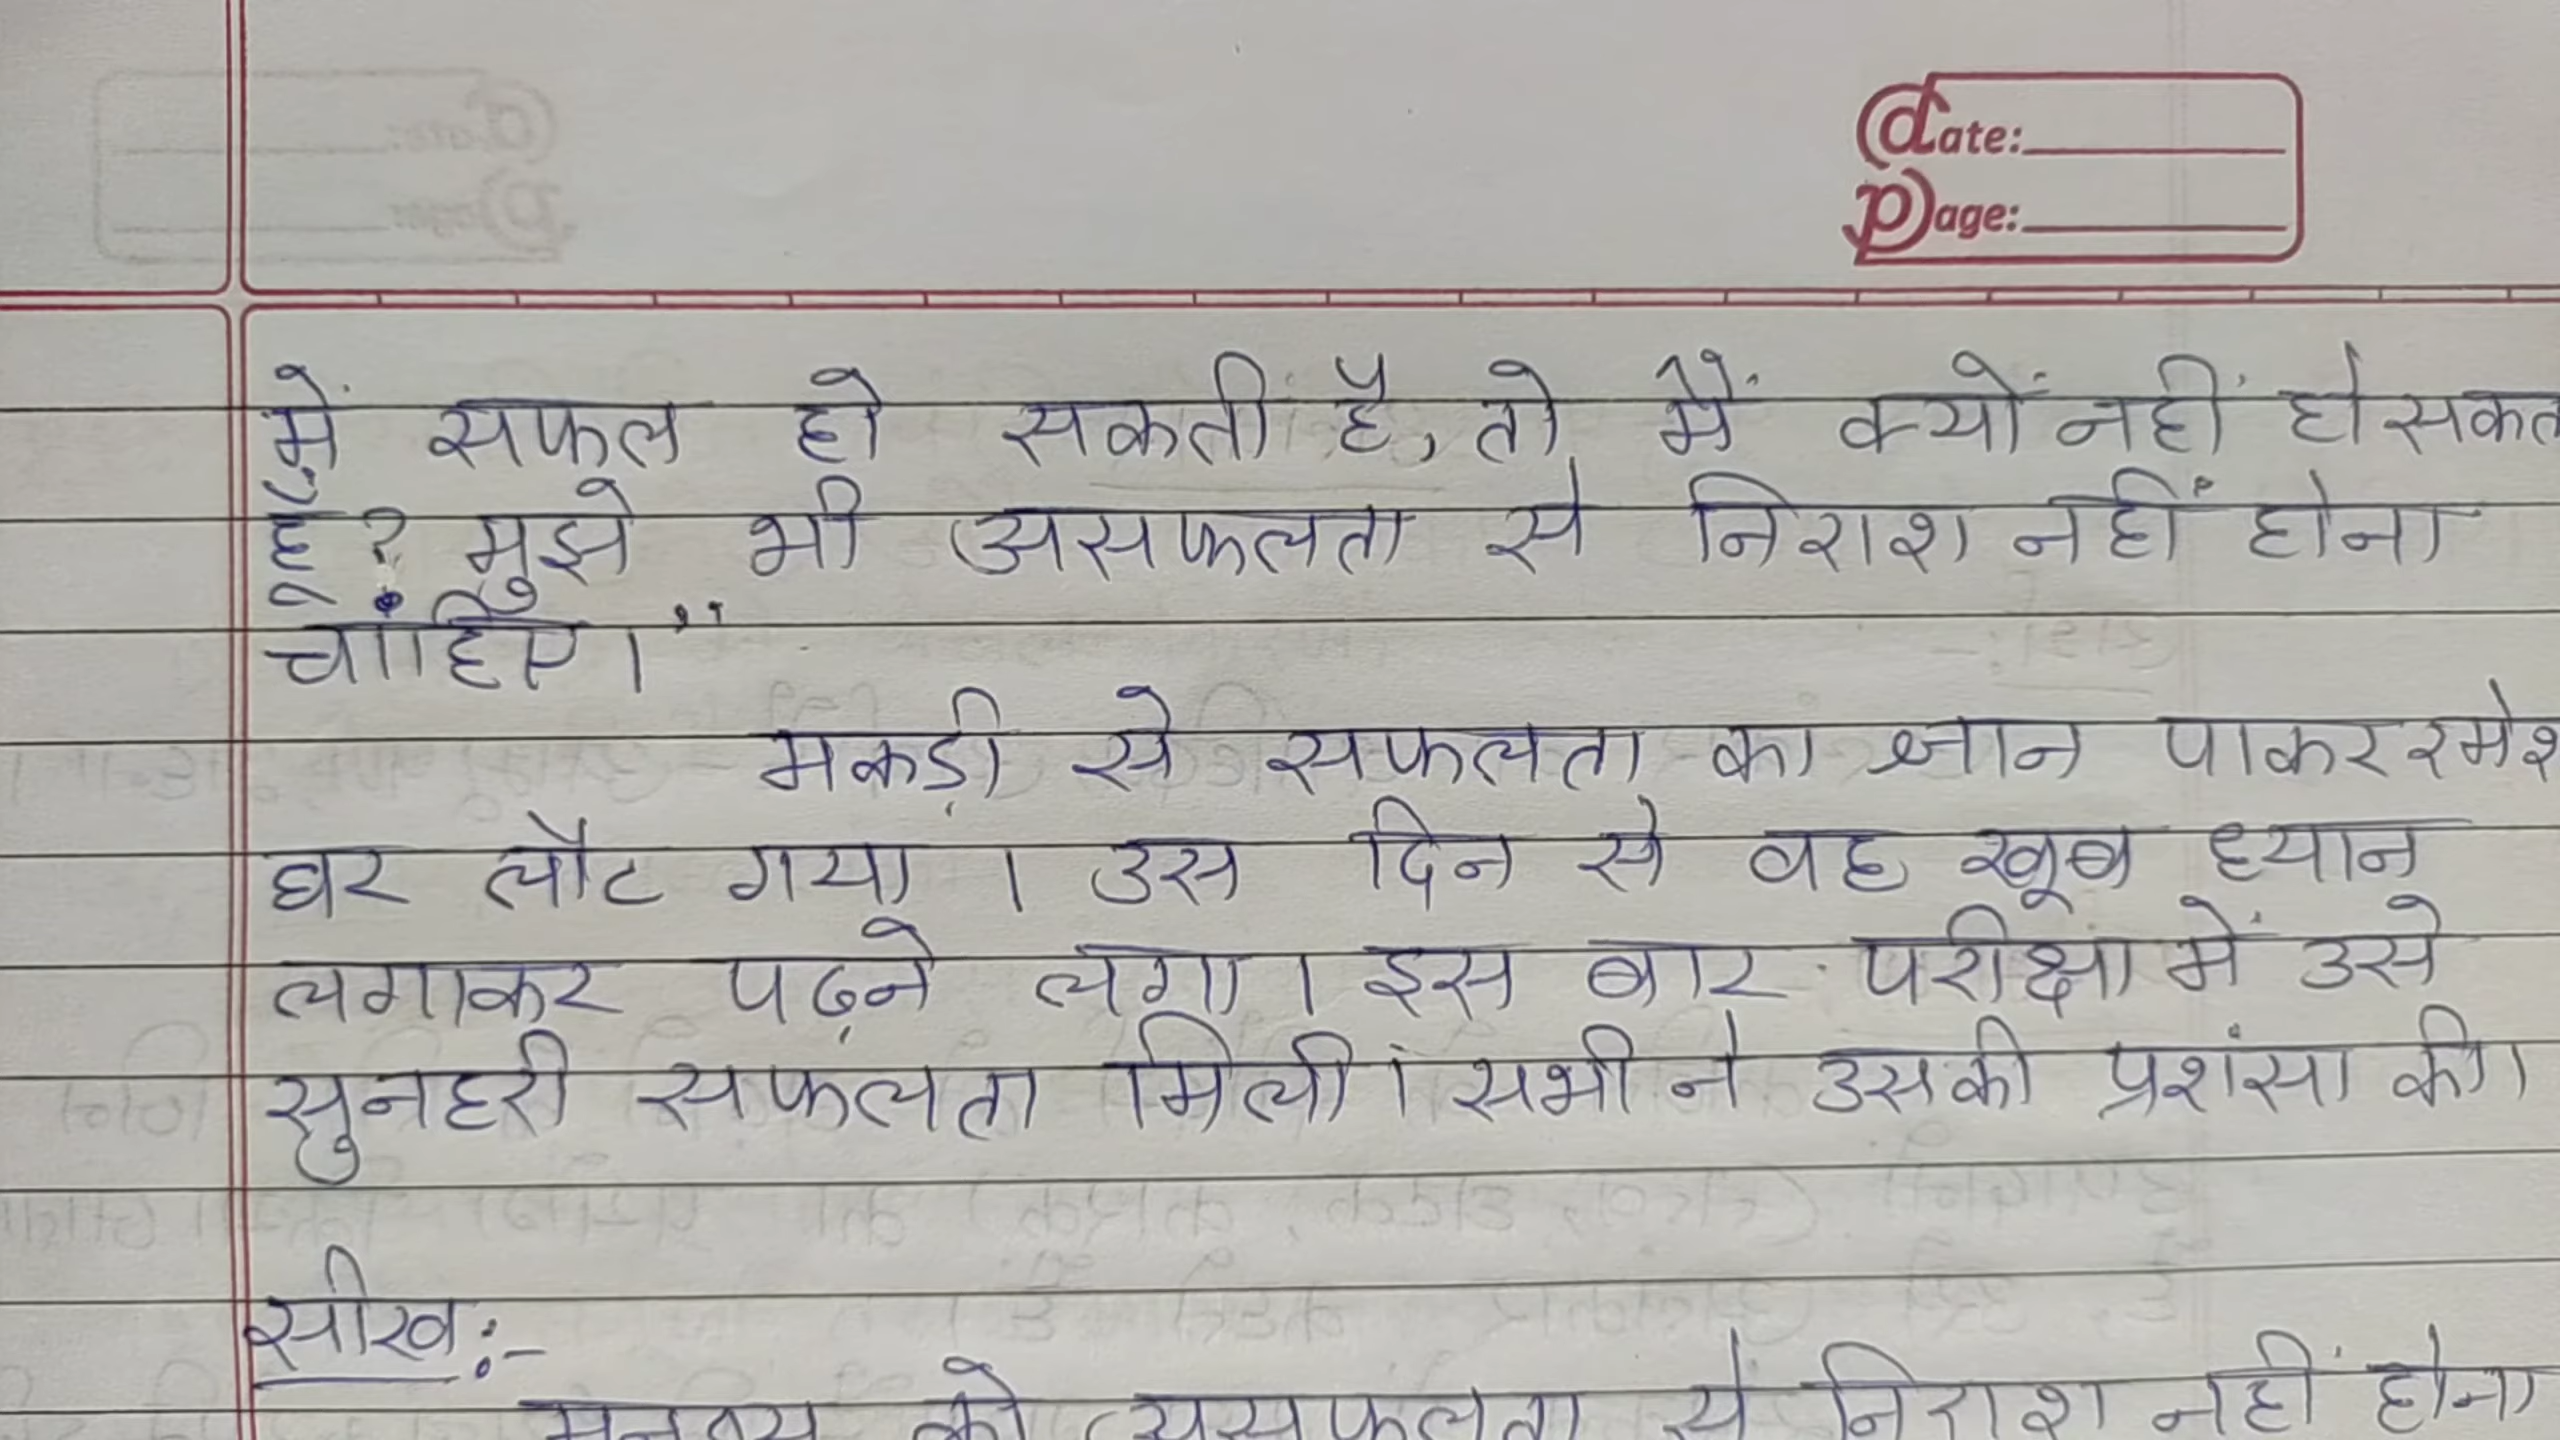 Date:
Page:
में सफल हो सकती है, तो मैं क्यों नहीं हो सकत
हूँ? मुझे भी असफलता से निराश नहीं होना
चाहिए।"
मकड़ी से सफलता का ज्ञान पाकर रमेश
घर लौट गया। उस दिन से वह खूब ध्यान
लगाकर पढ़ने लगा। इस बार परीक्षा में उसे
सुनहरी सफलता मिली। सभी ने उसकी प्रशंसा की।
सीख:-
मनुष्य को असफलता से निराश नहीं होना